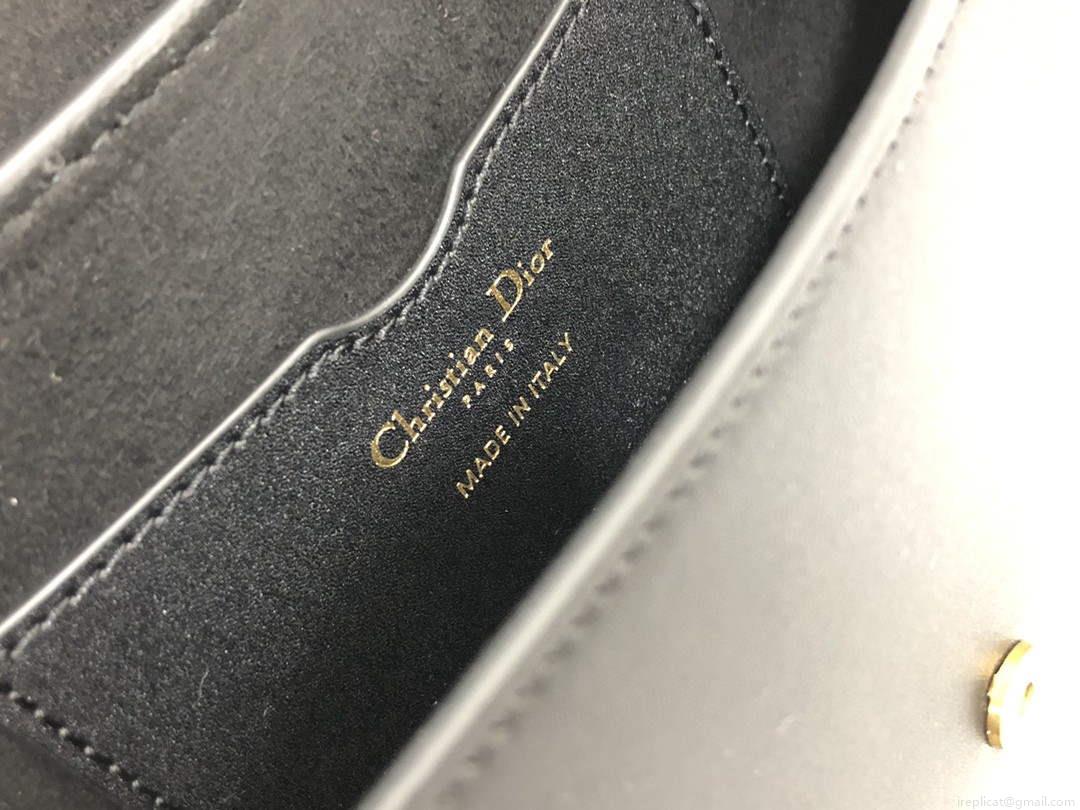 Christian Dior
PARIS
MADE IN ITALY
ireplicat@gmail.com